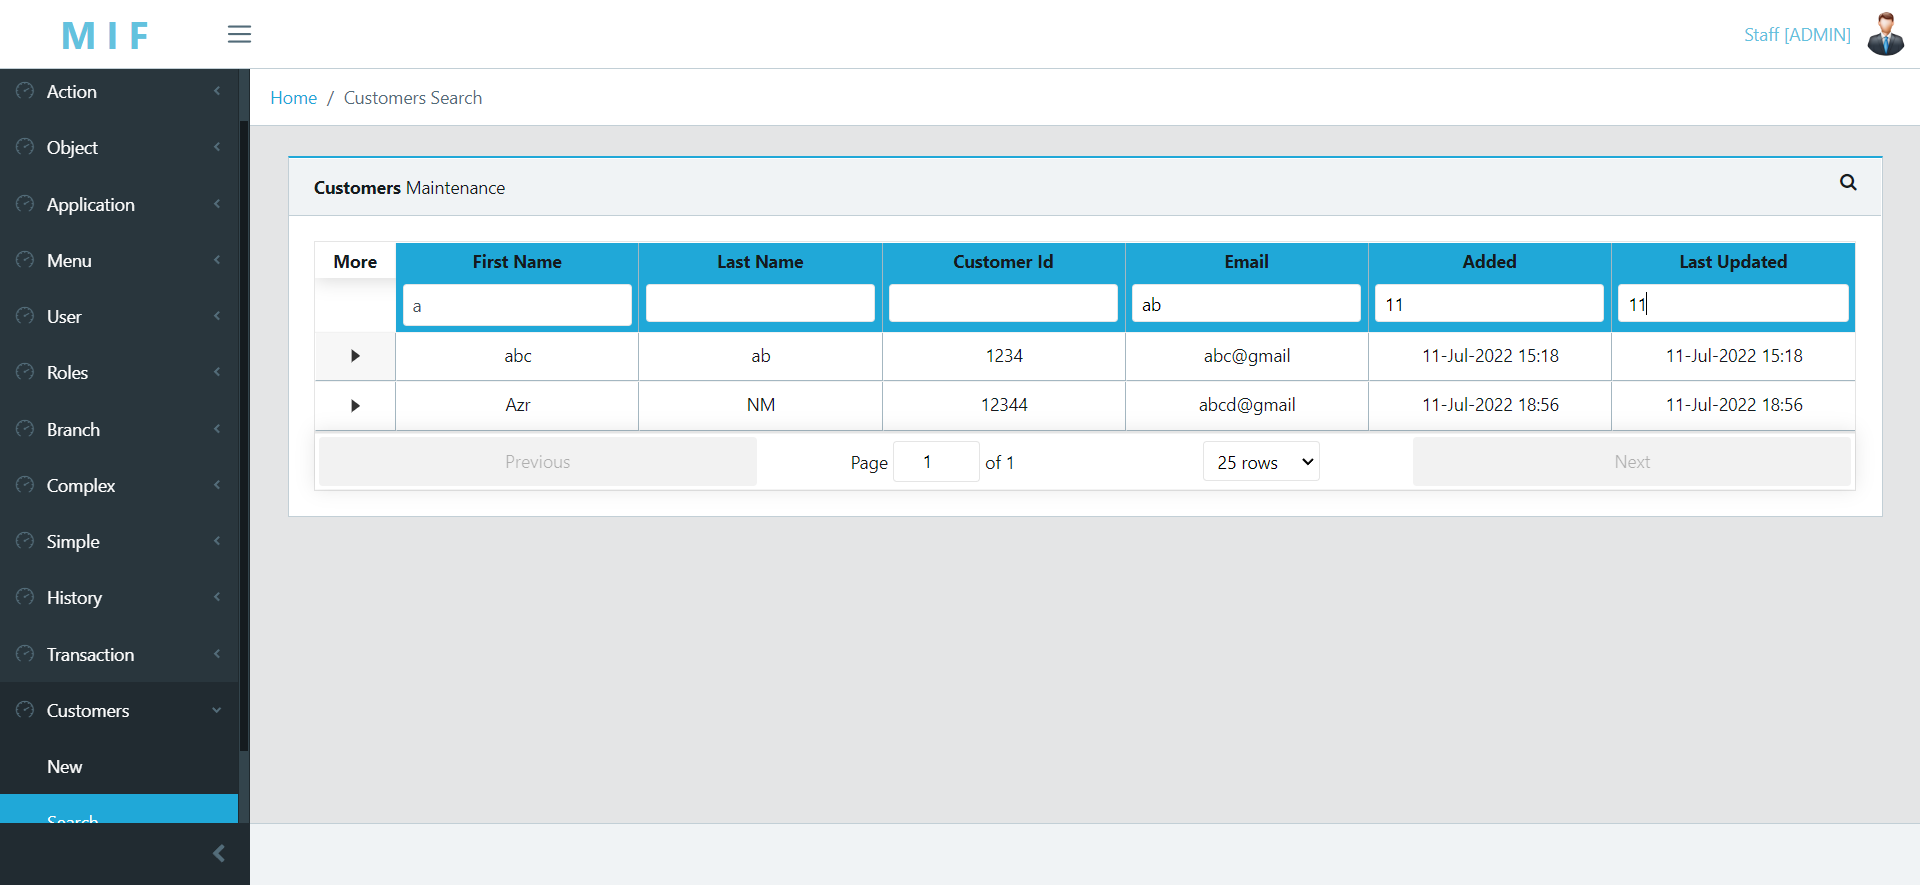 M I F
Staff [ADMIN]
Action
Object
Application
Menu
User
Roles
Branch
Complex
Simple
History
Transaction
Customers
New
Search
Home / Customers Search
Customers Maintenance
More First Name Last Name Customer Id Email Added Last Updated
a ab 11 11
abc ab 1234 abc@gmail 11-Jul-2022 15:18 11-Jul-2022 15:18
Azr NM 12344 abcd@gmail 11-Jul-2022 18:56 11-Jul-2022 18:56
Previous Page 1 of 1 25 rows Next